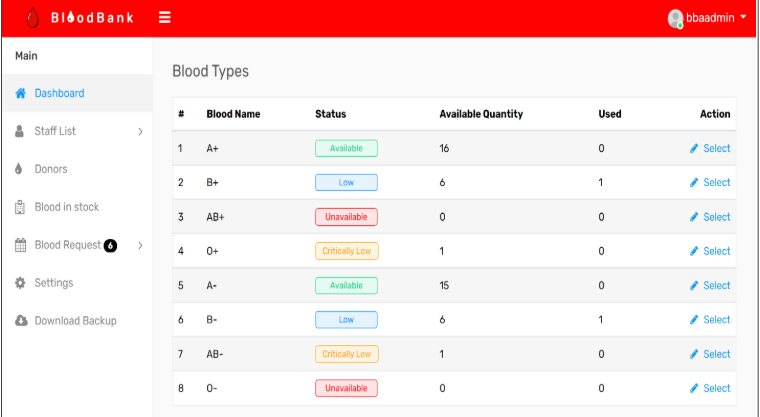 BloodBank
bbaadmin
Main
Dashboard
Staff List
Donors
Blood in stock
Blood Request 6
Settings
Download Backup
Blood Types
# Blood Name Status Available Quantity Used Action
1 A+ Available 16 0 Select
2 B+ Low 6 1 Select
3 AB+ Unavailable 0 0 Select
4 O+ Critically Low 1 0 Select
5 A- Available 15 0 Select
6 B- Low 6 1 Select
7 AB- Critically Low 1 0 Select
8 O- Unavailable 0 0 Select